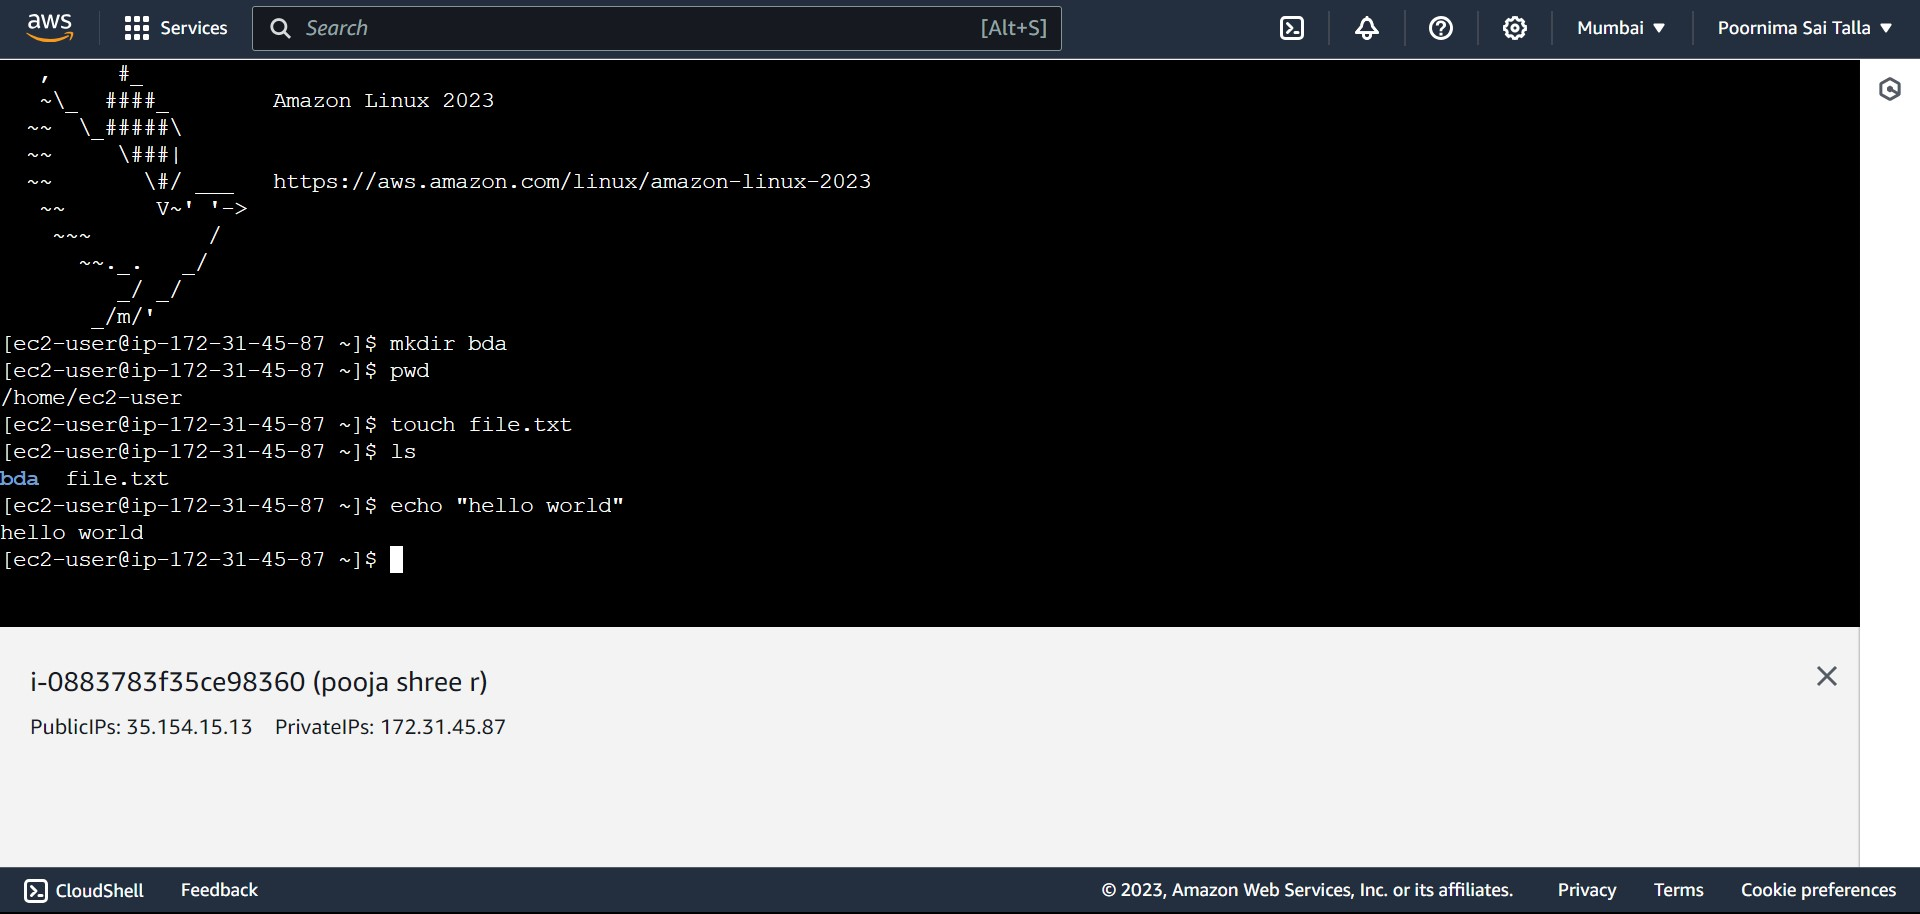 aws
Services
Search [Alt+S]
Mumbai ▼
Poornima Sai Talla ▼
   ,     #_
   ~\_  ####_        Amazon Linux 2023
  ~~  \_#####\
  ~~     \###|
  ~~       \#/ ___   https://aws.amazon.com/linux/amazon-linux-2023
   ~~       V~' '->
    ~~~         /
      ~~._.   _/
         _/ _/
       _/m/'
[ec2-user@ip-172-31-45-87 ~]$ mkdir bda
[ec2-user@ip-172-31-45-87 ~]$ pwd
/home/ec2-user
[ec2-user@ip-172-31-45-87 ~]$ touch file.txt
[ec2-user@ip-172-31-45-87 ~]$ ls
bda  file.txt
[ec2-user@ip-172-31-45-87 ~]$ echo "hello world"
hello world
[ec2-user@ip-172-31-45-87 ~]$
i-0883783f35ce98360 (pooja shree r)
PublicIPs: 35.154.15.13 PrivateIPs: 172.31.45.87
CloudShell Feedback © 2023, Amazon Web Services, Inc. or its affiliates. Privacy Terms Cookie preferences